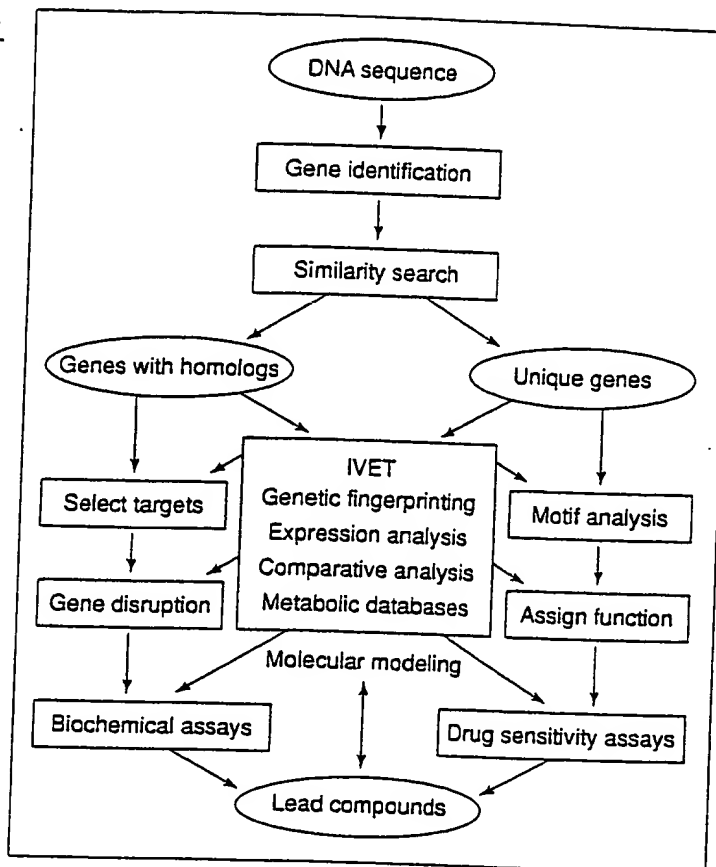 DNA sequence
Gene identification
Similarity search
Genes with homologs
Unique genes
IVET
Genetic fingerprinting
Expression analysis
Comparative analysis
Metabolic databases
Select targets
Motif analysis
Gene disruption
Assign function
Molecular modeling
Biochemical assays
Drug sensitivity assays
Lead compounds